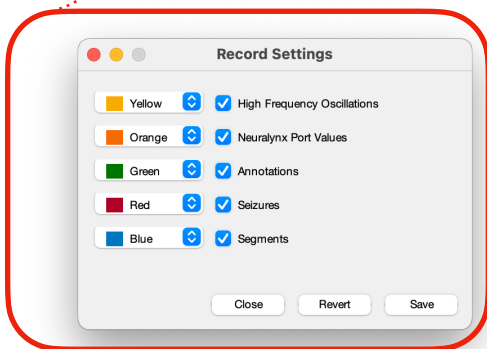 Record Settings
Yellow High Frequency Oscillations
Orange Neuralynx Port Values
Green Annotations
Red Seizures
Blue Segments
Close Revert Save